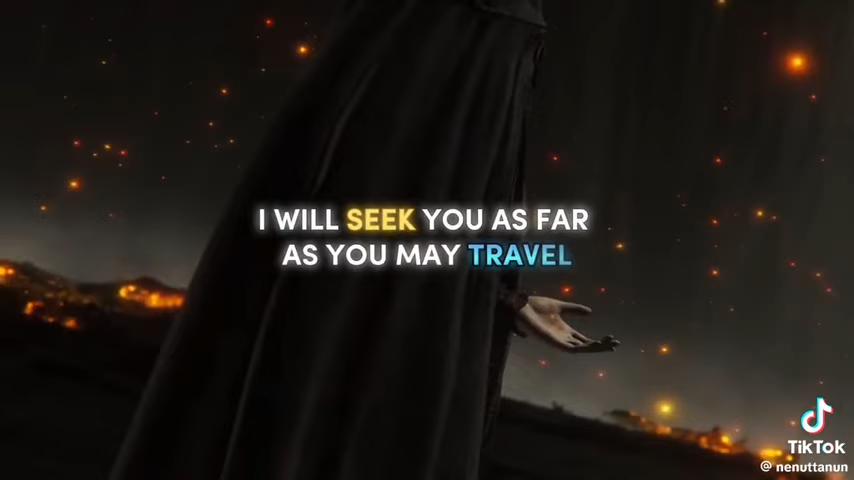 I WILL SEEK YOU AS FAR
AS YOU MAY TRAVEL
TikTok
@ nenuttanun